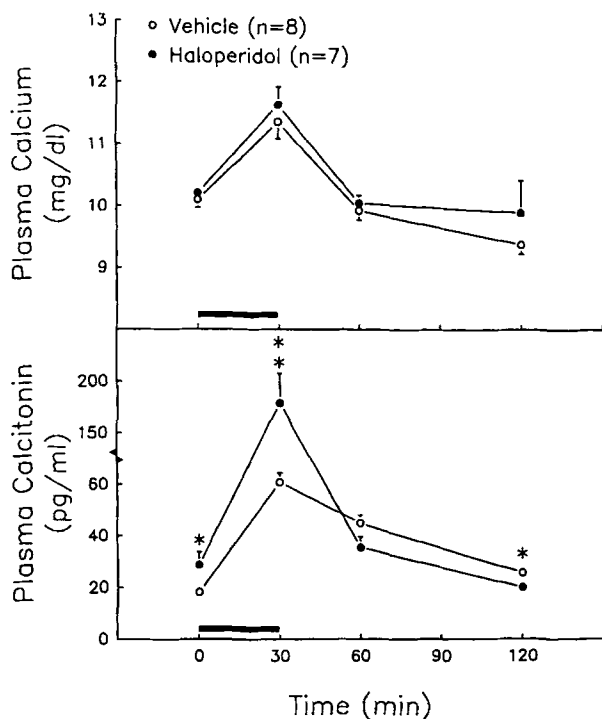 Vehicle (n=8)
Haloperidol (n=7)
13
12
11
10
9
Plasma Calcium
(mg/dl)
*
*
200
150
60
40
20
0
*
*
Plasma Calcitonin
(pg/ml)
0 30 60 90 120
Time (min)